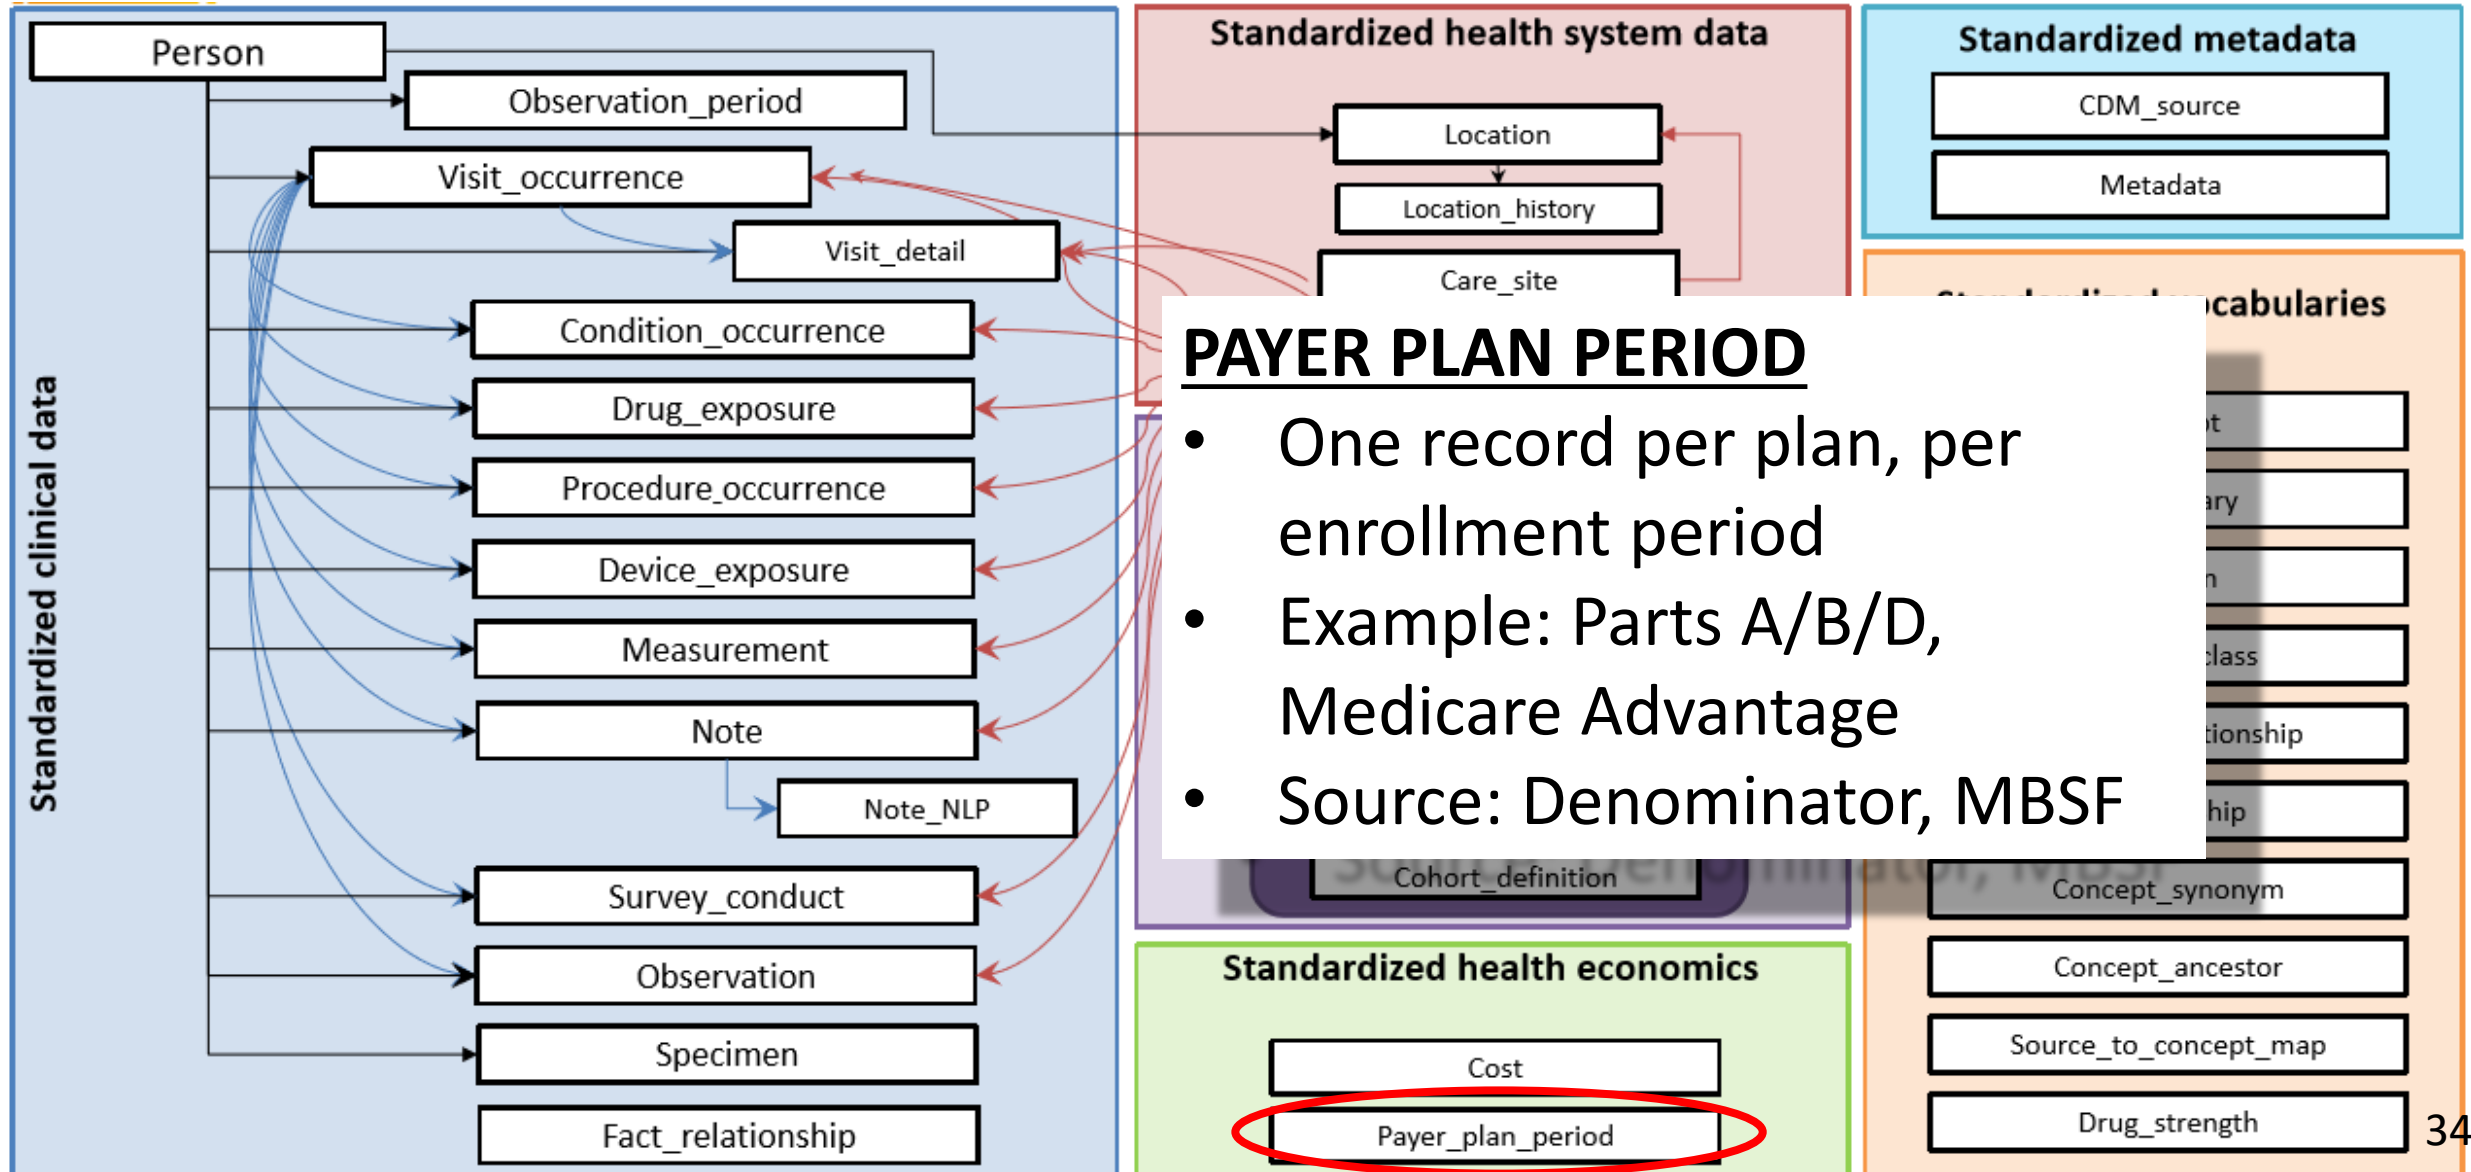 Standardized clinical data
Person
Observation_period
Visit_occurrence
Visit_detail
Condition_occurrence
Drug_exposure
Procedure_occurrence
Device_exposure
Measurement
Note
Note_NLP
Survey_conduct
Observation
Specimen
Fact_relationship
Standardized health system data
Location
Location_history
Care_site
PAYER PLAN PERIOD
• One record per plan, per
enrollment period
• Example: Parts A/B/D,
Medicare Advantage
• Source: Denominator, MBSF
Cohort_definition
Standardized health economics
Cost
Payer_plan_period
Standardized metadata
CDM_source
Metadata
Concept_synonym
Concept_ancestor
Source_to_concept_map
Drug_strength
34